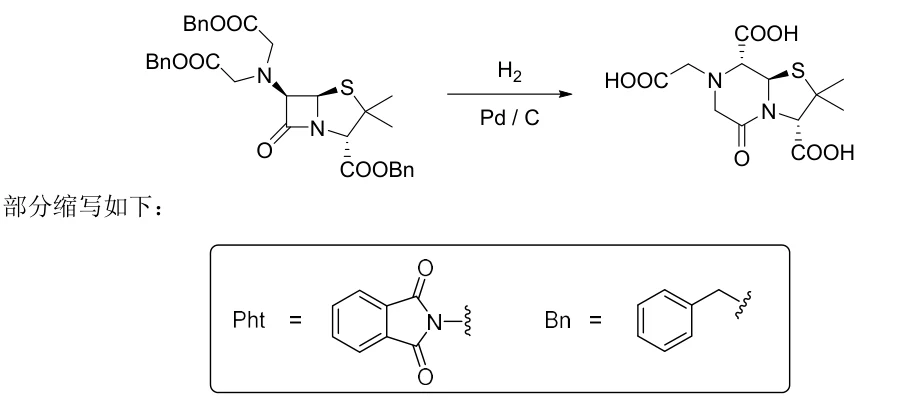 BnOOC
BnOOC
N
S
N
O
COOBn
H₂
Pd / C
COOH
HOOC
N
S
N
O
COOH
部分缩写如下：
Pht =
O
N
O
Bn =